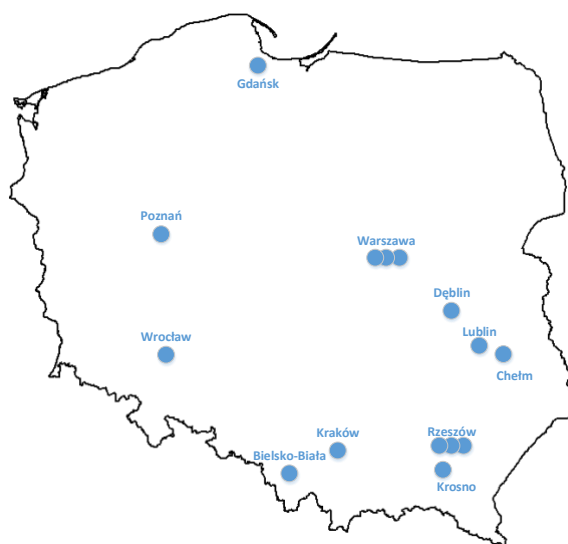 Gdańsk
Poznań
Warszawa
Dęblin
Lublin
Wrocław
Chełm
Kraków
Rzeszów
Bielsko-Biała
Krosno